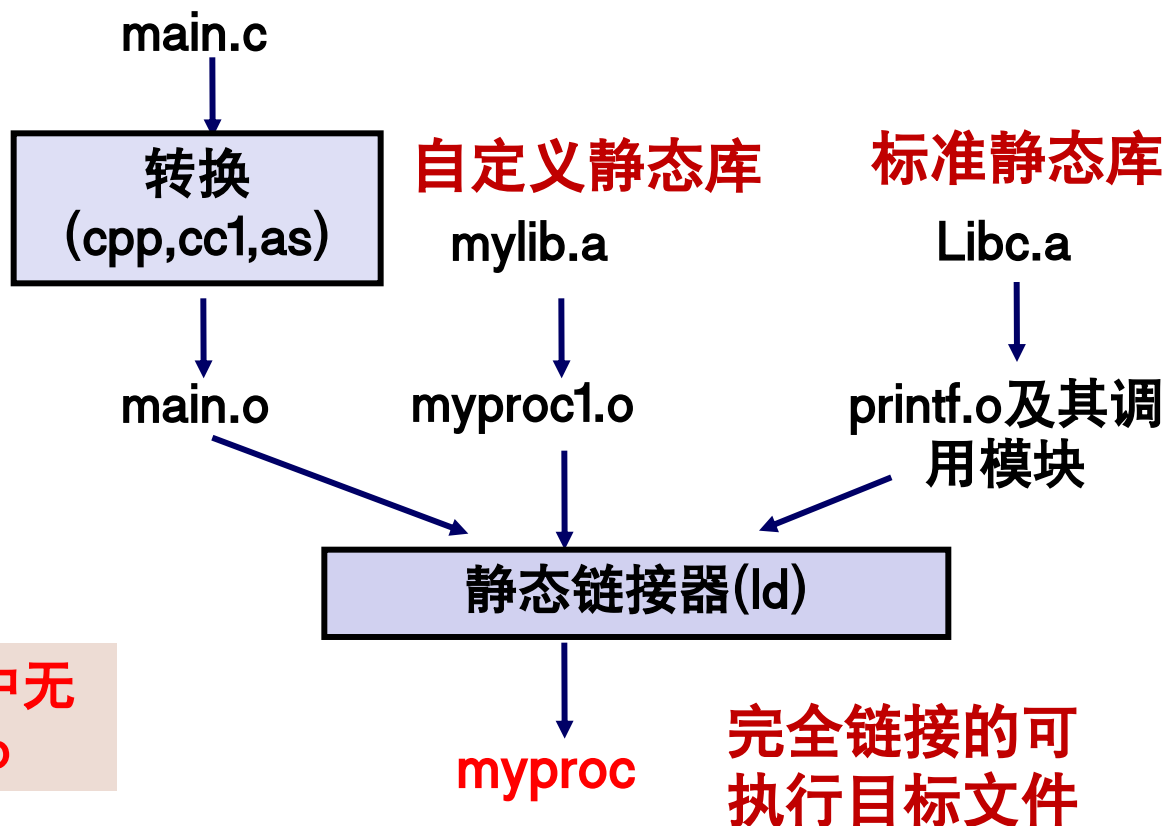 main.c
转换
(cpp,cc1,as)
自定义静态库
标准静态库
mylib.a
Libc.a
main.o
myproc1.o
printf.o及其调
用模块
静态链接器(ld)
中无
o
myproc
完全链接的可
执行目标文件